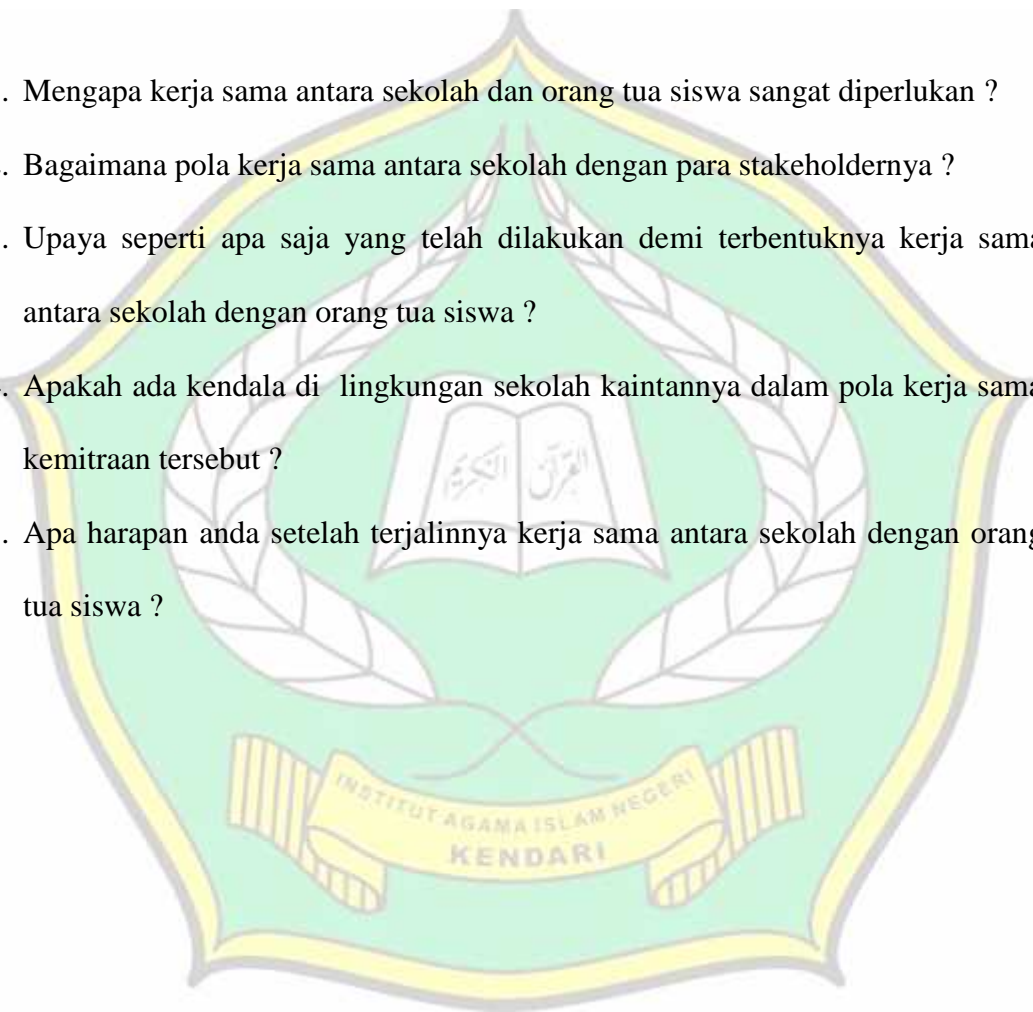 . Mengapa kerja sama antara sekolah dan orang tua siswa sangat diperlukan ?
. Bagaimana pola kerja sama antara sekolah dengan para stakeholdernya ?
. Upaya seperti apa saja yang telah dilakukan demi terbentuknya kerja sama
antara sekolah dengan orang tua siswa ?
. Apakah ada kendala di lingkungan sekolah kaintannya dalam pola kerja sama
kemitraan tersebut ?
. Apa harapan anda setelah terjalinnya kerja sama antara sekolah dengan orang
tua siswa ?
القرآن الكريم
INSTITUT AGAMA ISLAM NEGERI
KENDARI